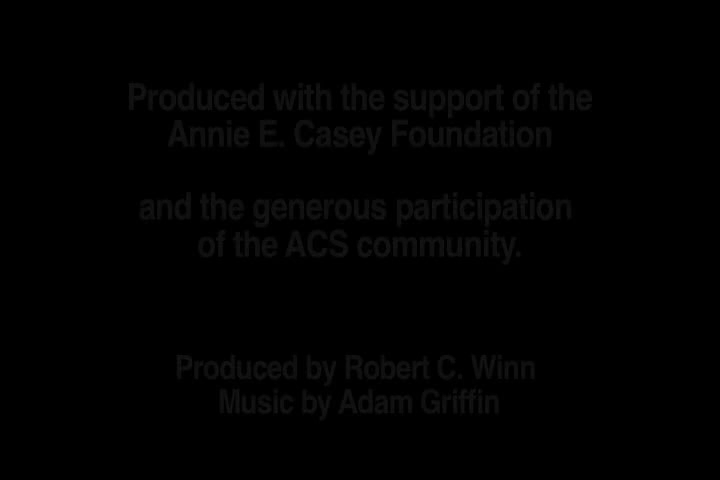 Produced with the support of the
Annie E. Casey Foundation
and the generous participation
of the ACS community.
Produced by Robert C. Winn
Music by Adam Griffin